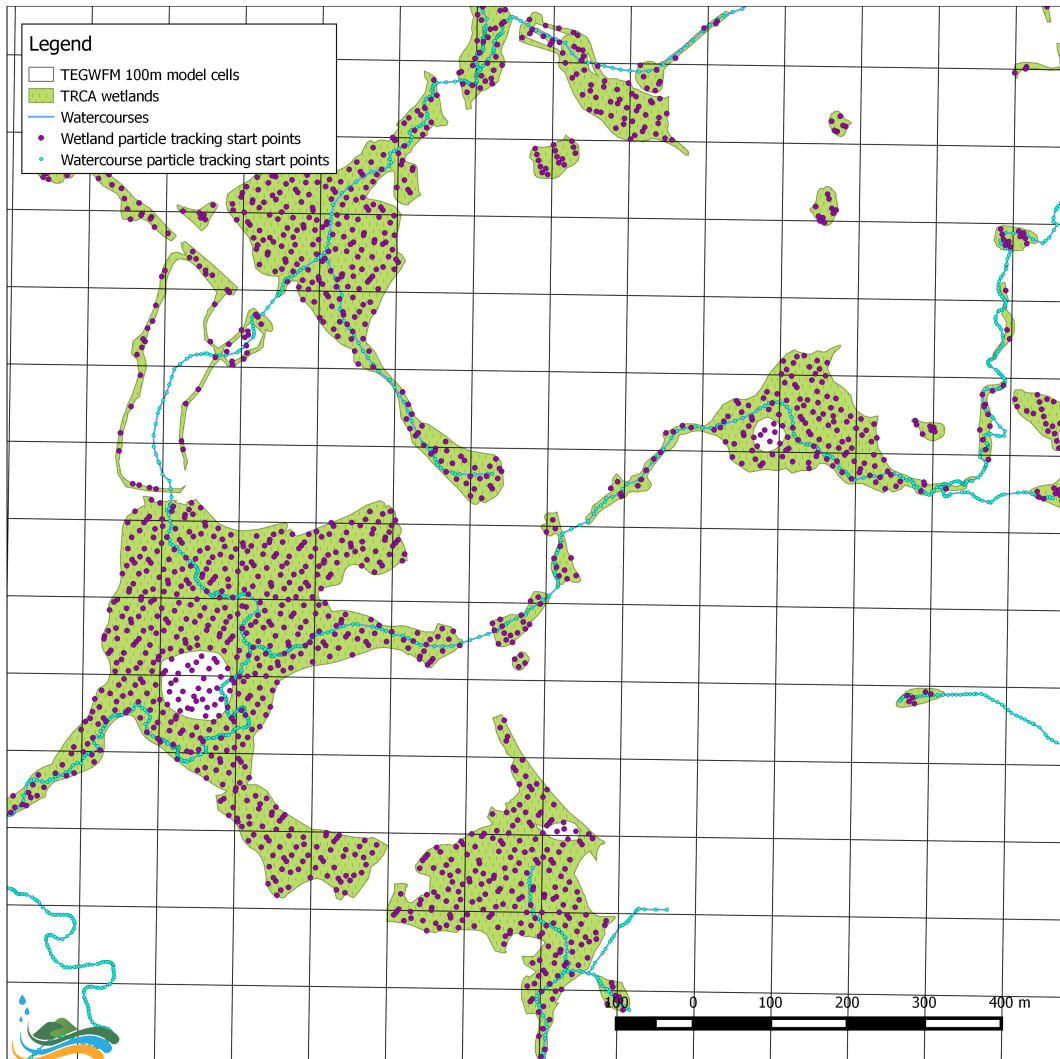 Legend
TEGWFM 100m model cells
TRCA wetlands
Watercourses
Wetland particle tracking start points
Watercourse particle tracking start points
100 0 100 200 300 400 m